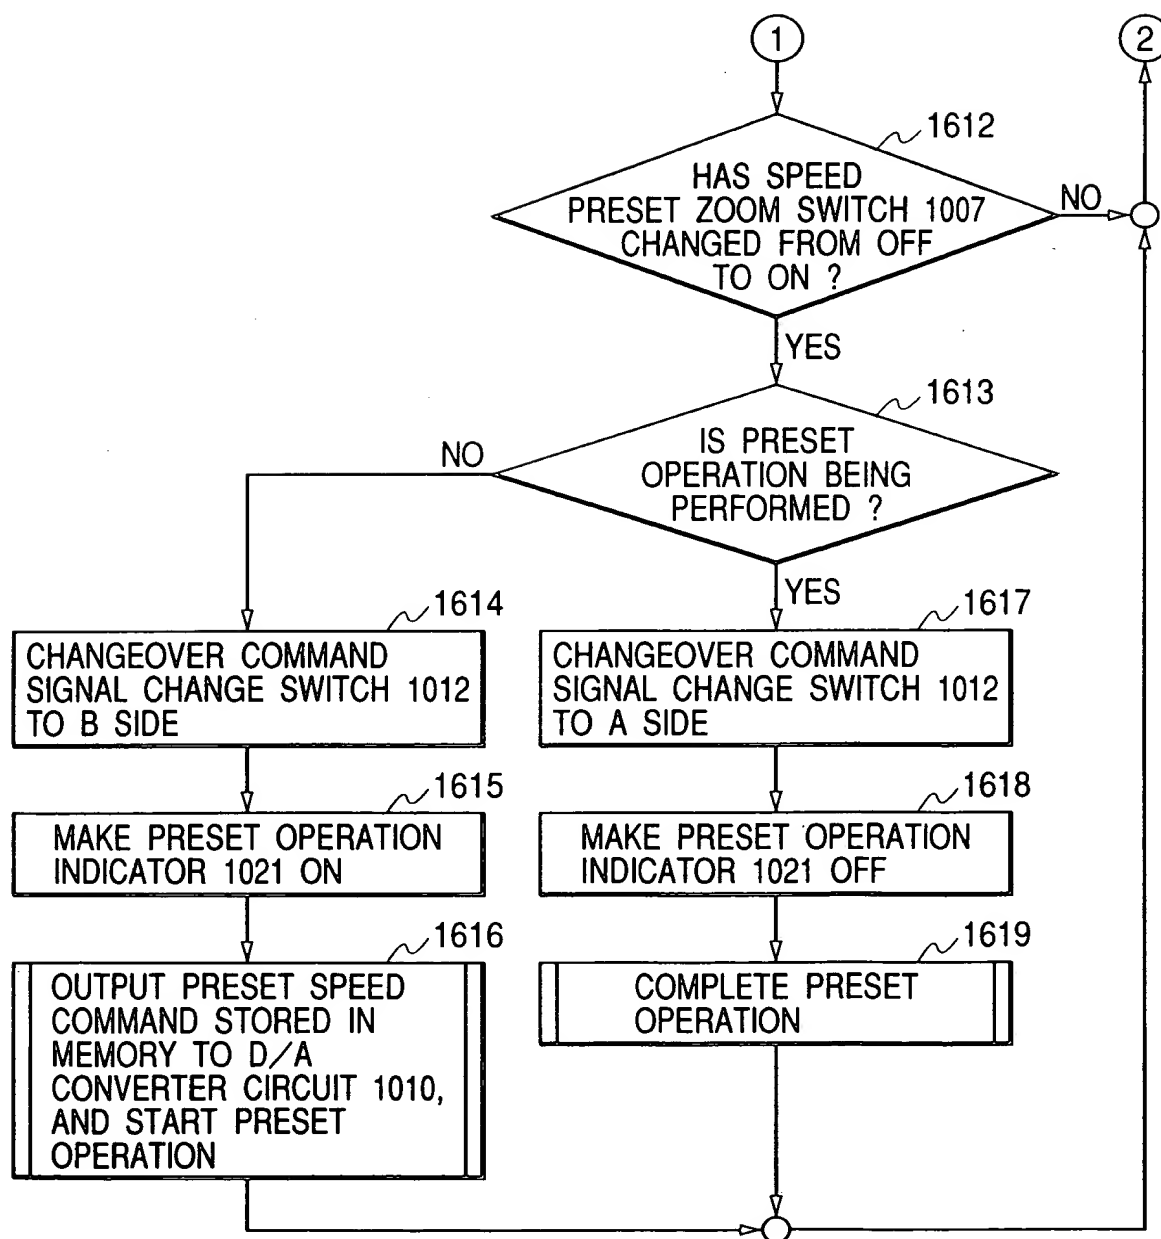 1
2
1612
HAS SPEED
PRESET ZOOM SWITCH 1007
CHANGED FROM OFF
TO ON ?
NO
YES
1613
IS PRESET
OPERATION BEING
PERFORMED ?
NO
YES
1614
CHANGEOVER COMMAND
SIGNAL CHANGE SWITCH 1012
TO B SIDE
1617
CHANGEOVER COMMAND
SIGNAL CHANGE SWITCH 1012
TO A SIDE
1615
MAKE PRESET OPERATION
INDICATOR 1021 ON
1618
MAKE PRESET OPERATION
INDICATOR 1021 OFF
1616
OUTPUT PRESET SPEED
COMMAND STORED IN
MEMORY TO D/A
CONVERTER CIRCUIT 1010,
AND START PRESET
OPERATION
1619
COMPLETE PRESET
OPERATION